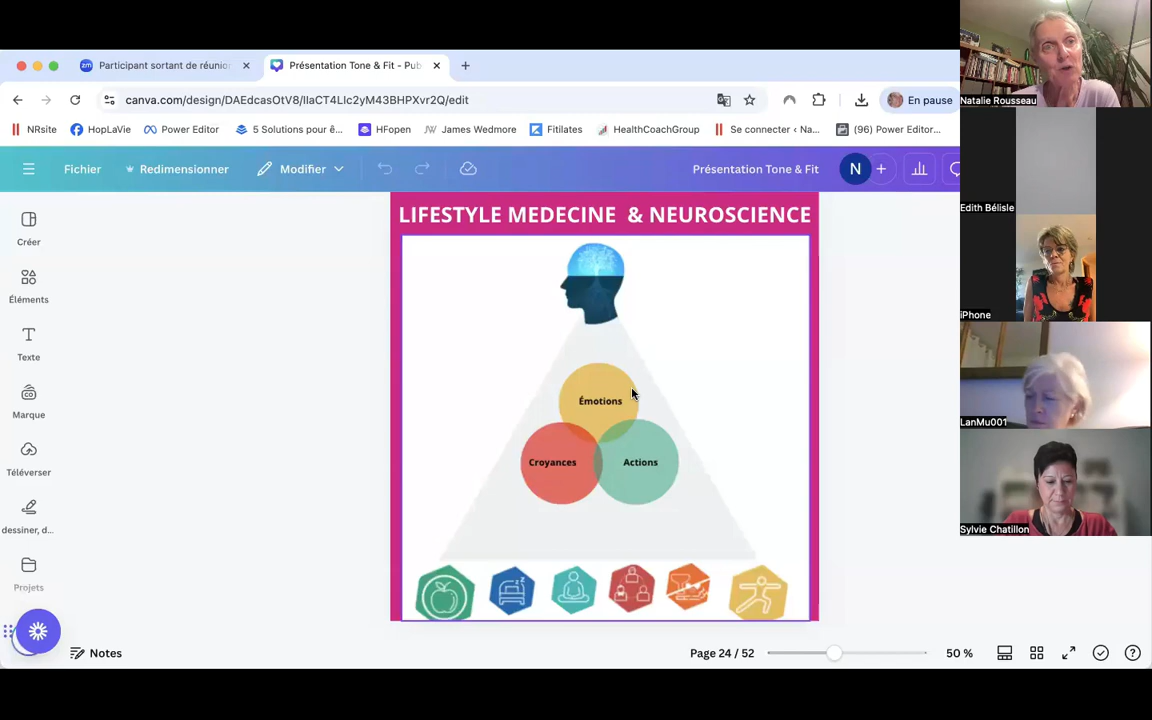 Participant sortant de réunio
Présentation Tone & Fit - Pub
canva.com/design/DAEdcasOtV8/IIaCT4LIc2yM43BHPXvr2Q/edit
En pause
NRsite
HopLaVie
Power Editor
5 Solutions pour ê...
HFopen
James Wedmore
Fitilates
HealthCoachGroup
Se connecter ‹ Na...
(96) Power Editor...
Fichier
Redimensionner
Modifier
Présentation Tone & Fit
N
Créer
Éléments
Texte
Marque
Téléverser
dessiner, d...
Projets
LIFESTYLE MEDECINE & NEUROSCIENCE
Émotions
Croyances
Actions
Notes
Page 24 / 52
50 %
Natalie Rousseau
Edith Bélisle
iPhone
LanMu001
Sylvie Chatillon